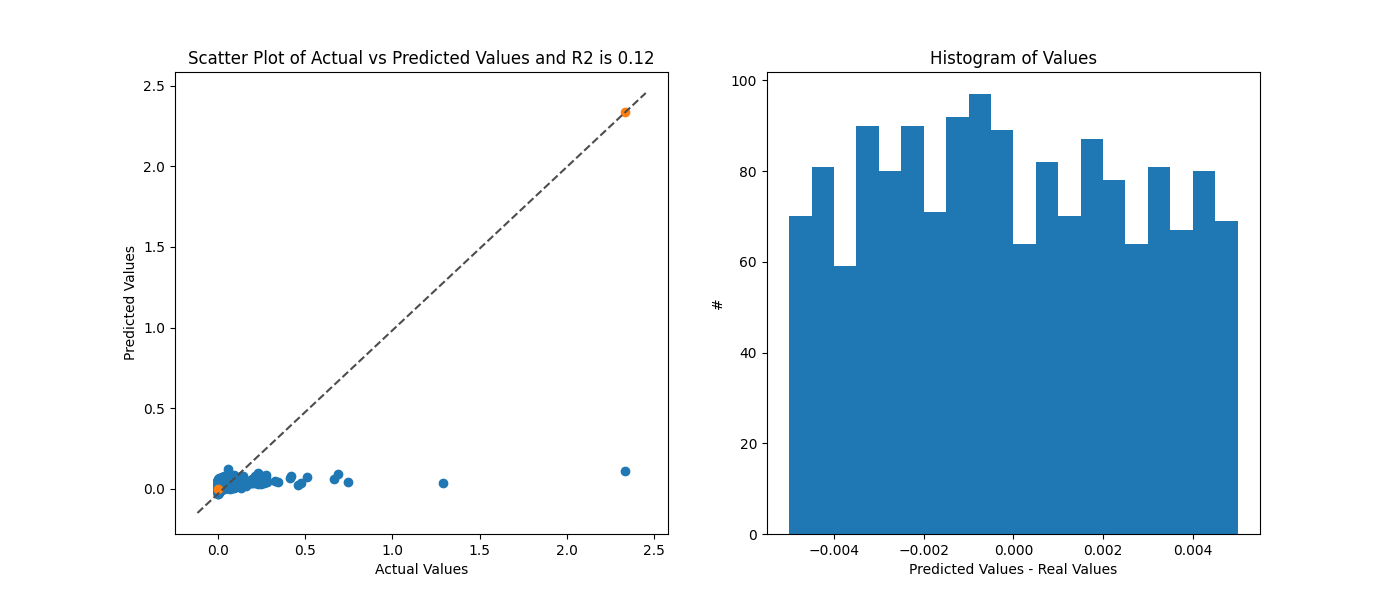 Scatter Plot of Actual vs Predicted Values and R2 is 0.12
2.5
2.0
1.5
1.0
0.5
0.0
Predicted Values
0.0 0.5 1.0 1.5 2.0 2.5
Actual Values
Histogram of Values
100
80
60
40
20
0
#
−0.004 −0.002 0.000 0.002 0.004
Predicted Values - Real Values